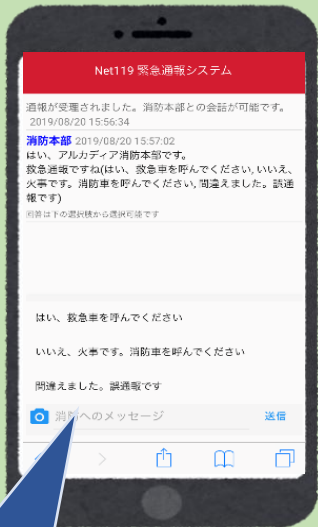 Net119 緊急通報システム
通報が受理されました。消防本部との会話が可能です。
2019/08/20 15:56:34
消防本部 2019/08/20 15:57:02
はい、アルカディア消防本部です。
救急通報ですね(はい、救急車を呼んでください, いいえ、
火事です。消防車を呼んでください, 間違えました。誤通
報です)
回答は下の選択肢から選択可能です
はい、救急車を呼んでください
いいえ、火事です。消防車を呼んでください
間違えました。誤通報です
消防へのメッセージ
送信